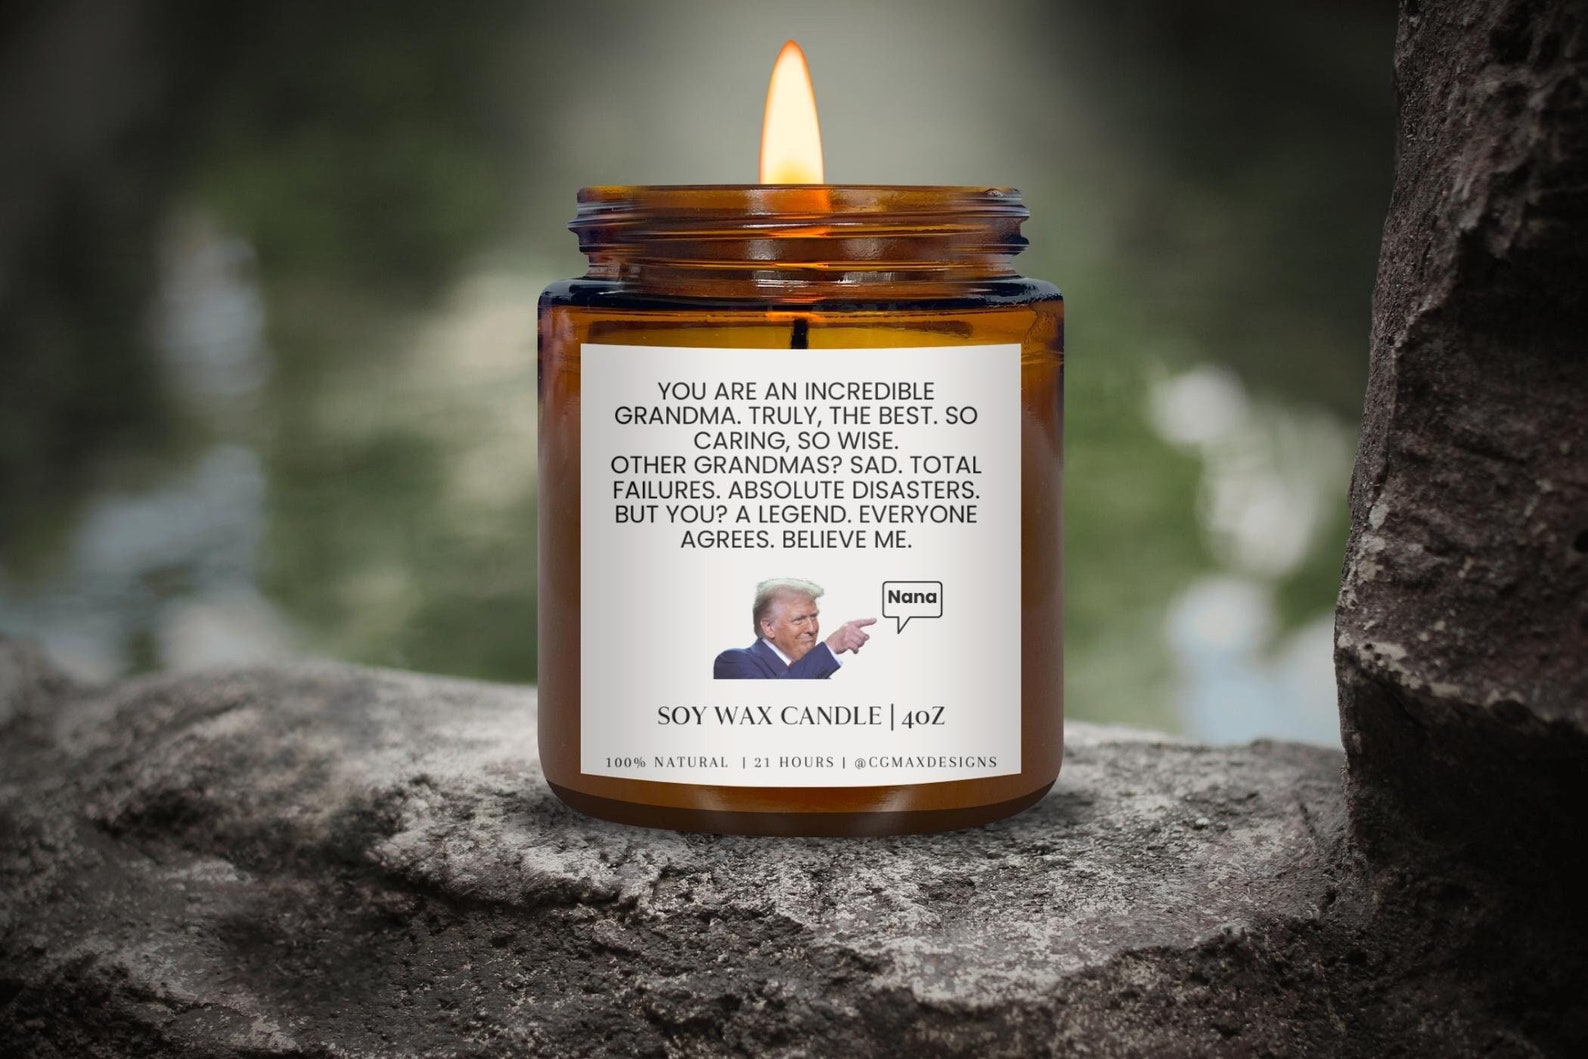 YOU ARE AN INCREDIBLE
GRANDMA. TRULY, THE BEST. SO
CARING, SO WISE.
OTHER GRANDMAS? SAD. TOTAL
FAILURES. ABSOLUTE DISASTERS.
BUT YOU? A LEGEND. EVERYONE
AGREES. BELIEVE ME.
Nana
SOY WAX CANDLE | 4OZ
100% NATURAL | 21 HOURS | @CGMAXDESIGNS